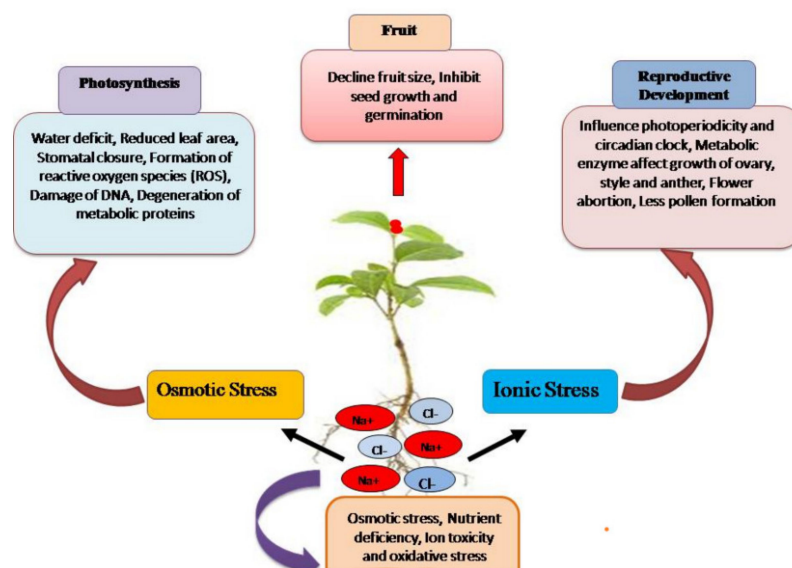 Fruit
Decline fruit size, Inhibit
seed growth and
germination
Photosynthesis
Water deficit, Reduced leaf area,
Stomatal closure, Formation of
reactive oxygen species (ROS),
Damage of DNA, Degeneration of
metabolic proteins
Reproductive
Development
Influence photoperiodicity and
circadian clock, Metabolic
enzyme affect growth of ovary,
style and anther, Flower
abortion, Less pollen formation
Osmotic Stress
Ionic Stress
Na+
Cl-
Cl-
Na+
Na+
Cl-
Osmotic stress, Nutrient
deficiency, Ion toxicity
and oxidative stress